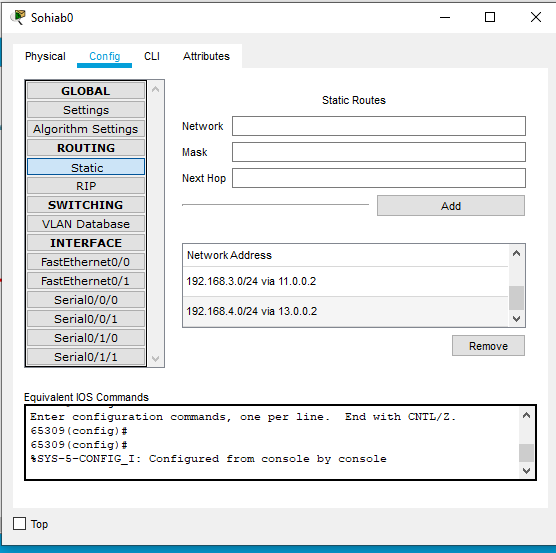 Sohiab0
Physical Config CLI Attributes
GLOBAL
Settings
Algorithm Settings
ROUTING
Static
RIP
SWITCHING
VLAN Database
INTERFACE
FastEthernet0/0
FastEthernet0/1
Serial0/0/0
Serial0/0/1
Serial0/1/0
Serial0/1/1
Static Routes
Network
Mask
Next Hop
Add
Network Address
192.168.3.0/24 via 11.0.0.2
192.168.4.0/24 via 13.0.0.2
Remove
Equivalent IOS Commands
Enter configuration commands, one per line. End with CNTL/Z.
65309(config)#
65309(config)#
%SYS-5-CONFIG_I: Configured from console by console
Top